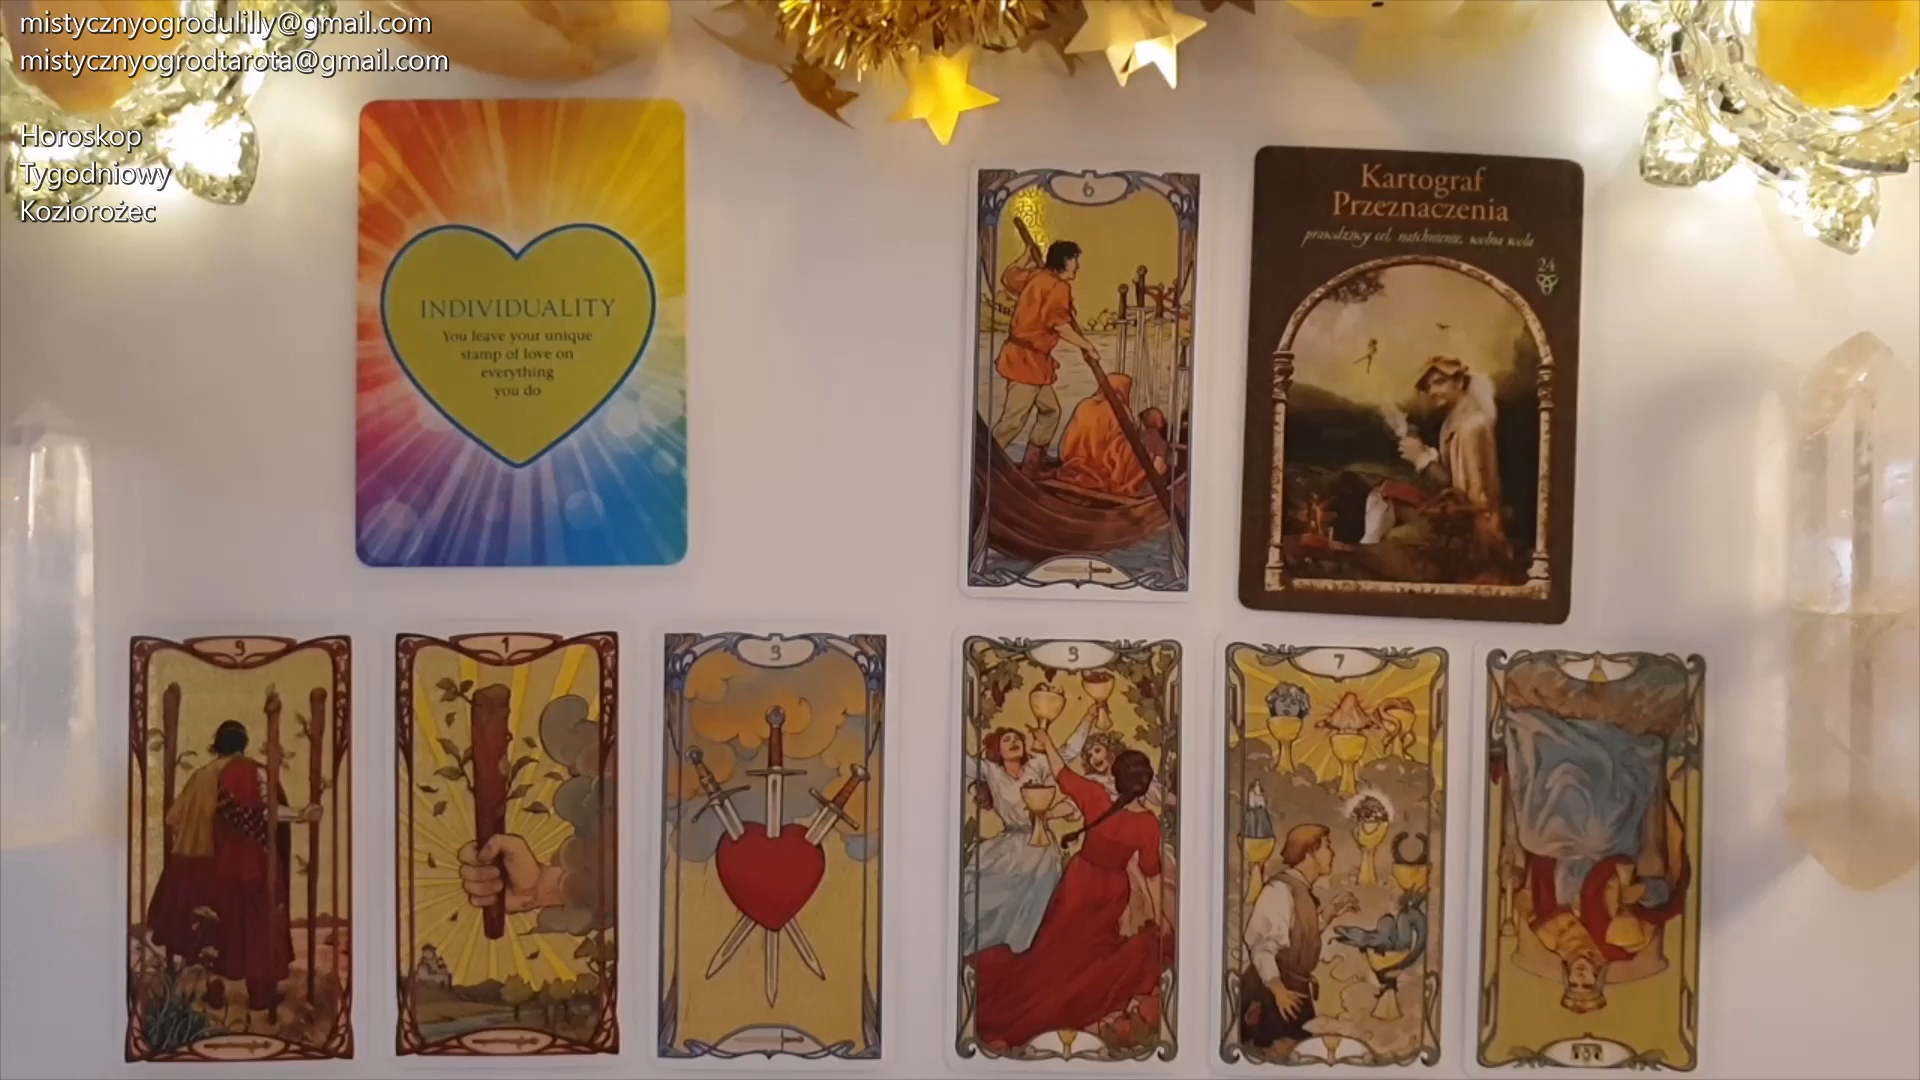 mistycznyogrodulilly@gmail.com
mistycznyogrodtarota@gmail.com
Horoskop
Tygodniowy
Koziorożec
INDIVIDUALITY
You leave your unique
stamp of love on
everything
you do
6
Kartograf
Przeznaczenia
prawdziwy cel, natchnienie, wolna wola
24
3
1
3
3
7